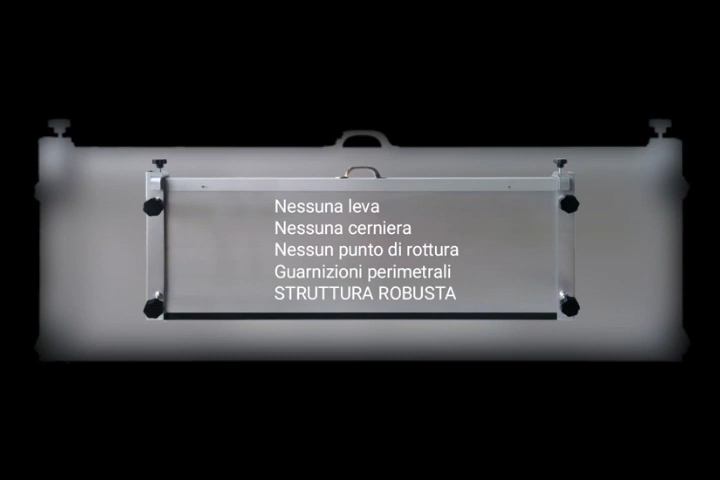 Nessuna leva
Nessuna cerniera
Nessun punto di rottura
Guarnizioni perimetrali
STRUTTURA ROBUSTA